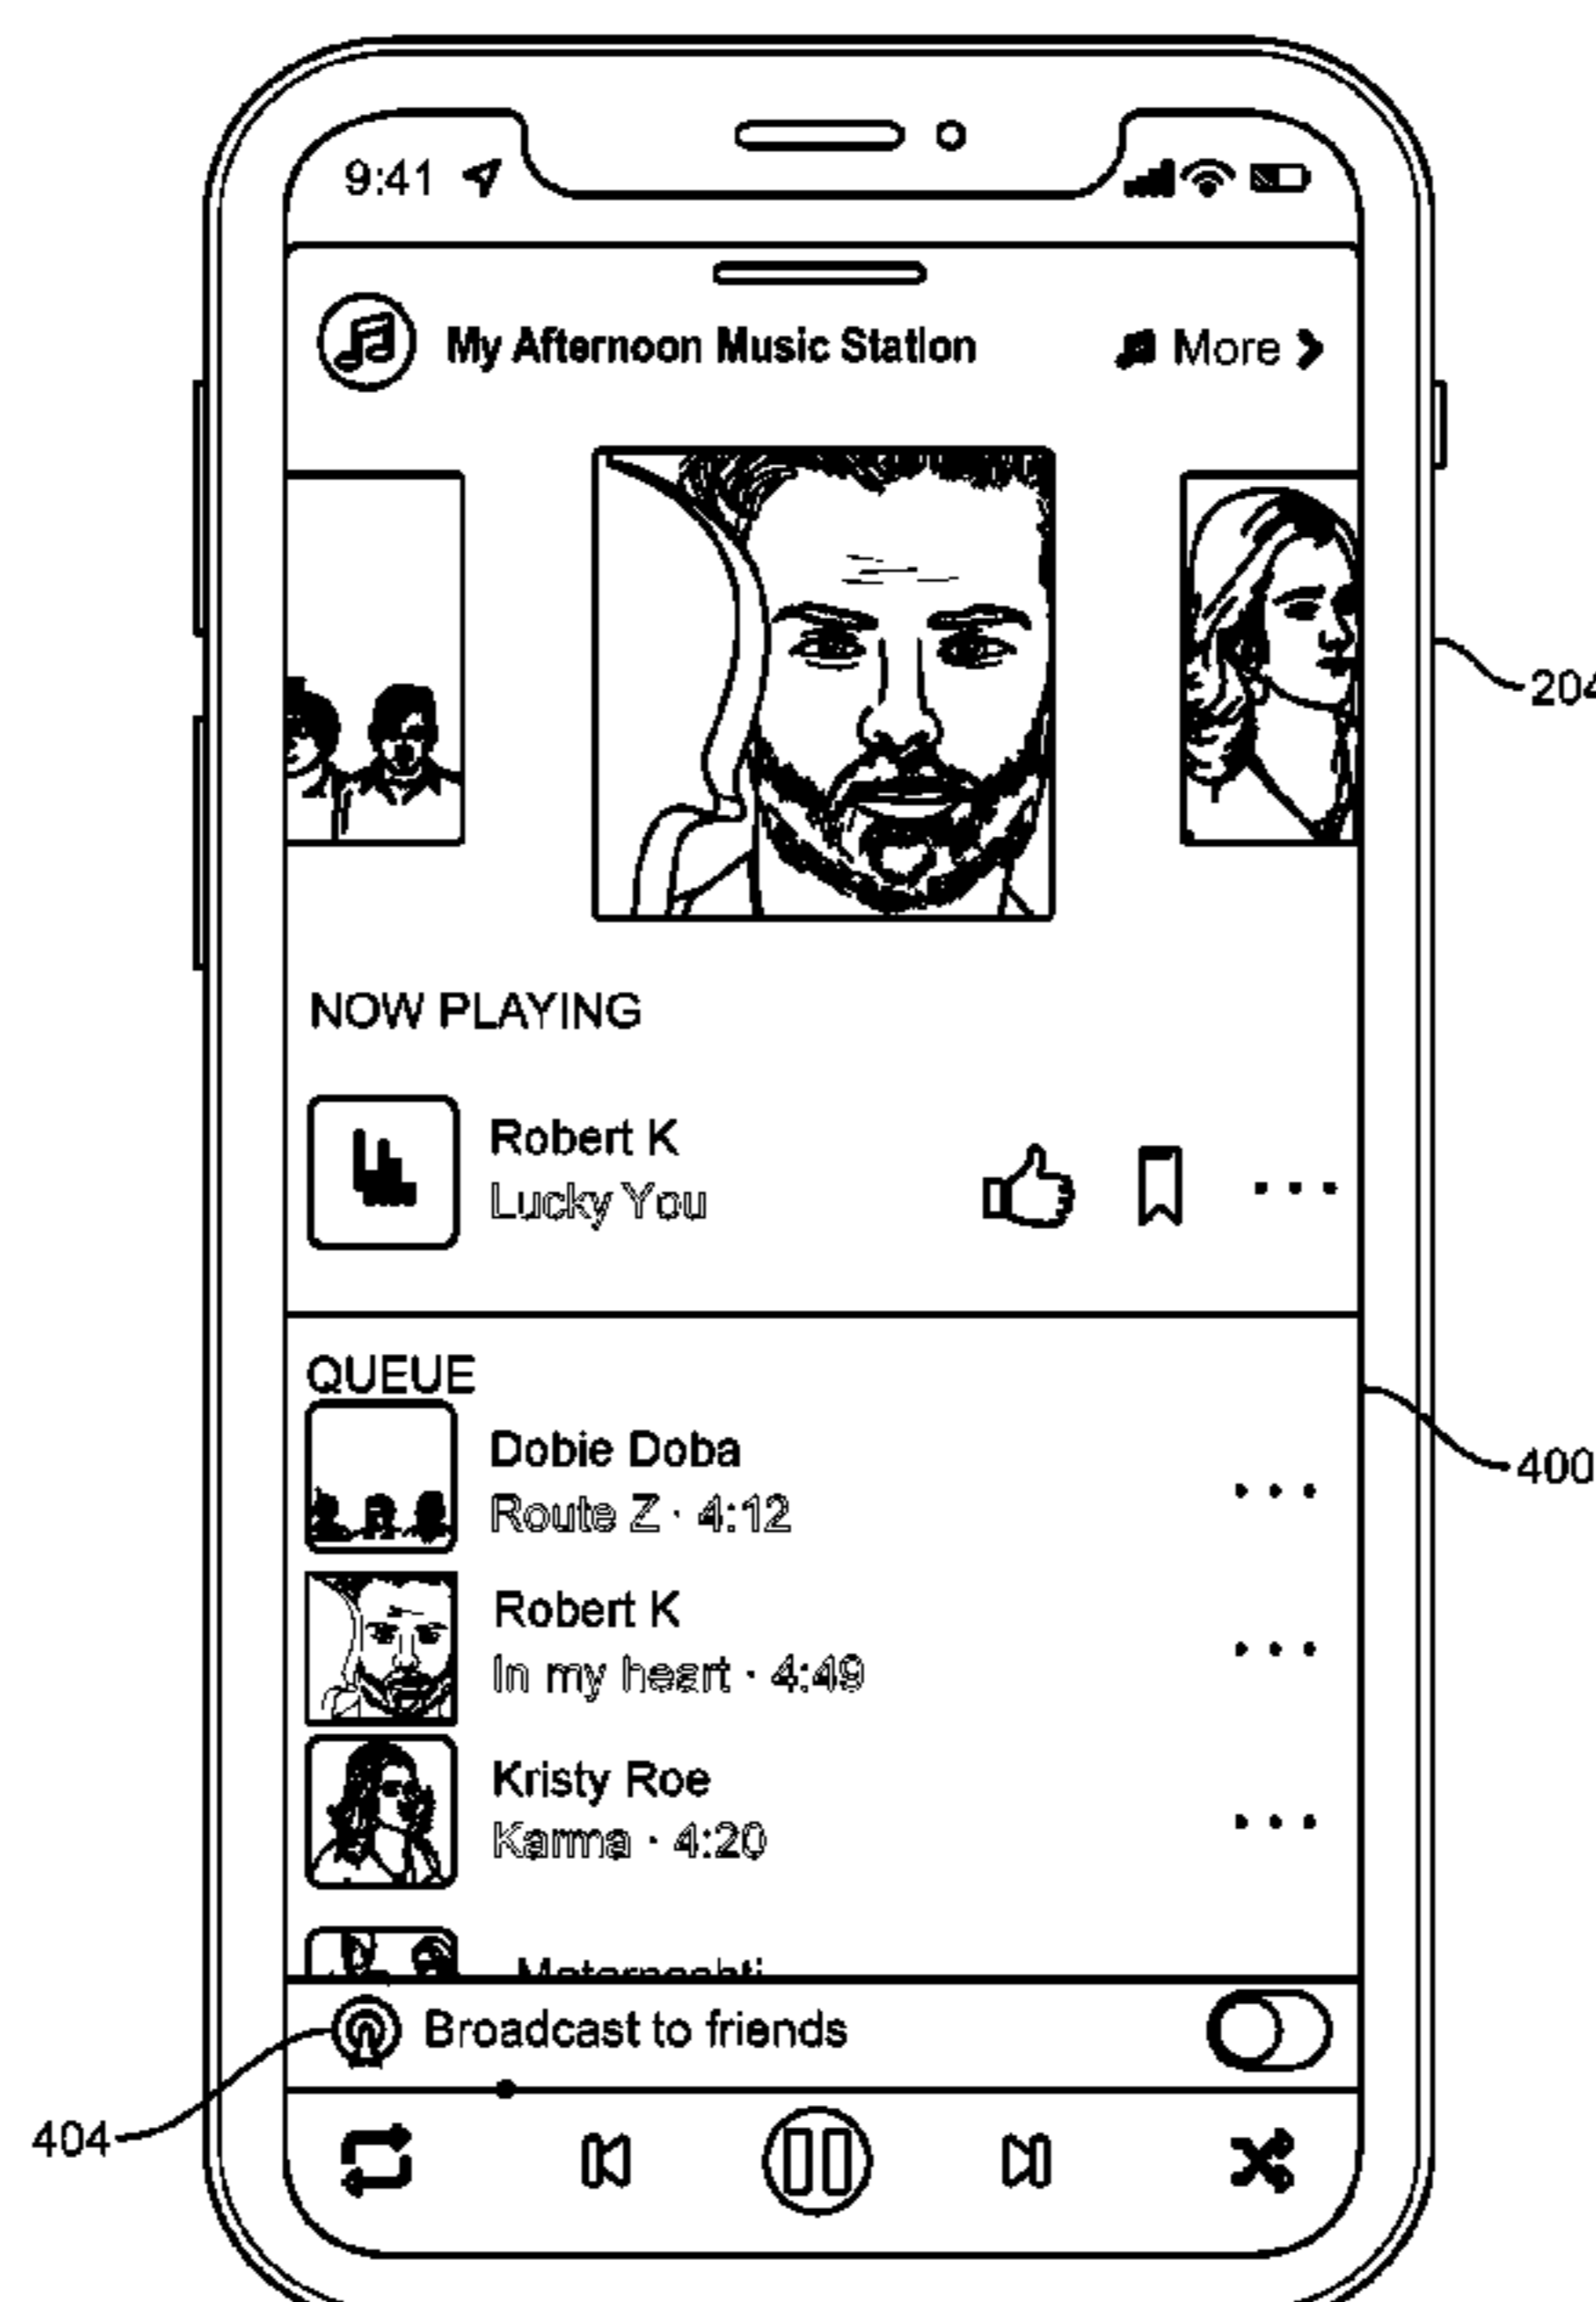 9:41
My Afternoon Music Station
More
204
NOW PLAYING
Robert K
Lucky You
QUEUE
400
Dobie Doba
Route Z · 4:12
Robert K
In my heart · 4:49
Kristy Roe
Karma · 4:20
Broadcast to friends
404